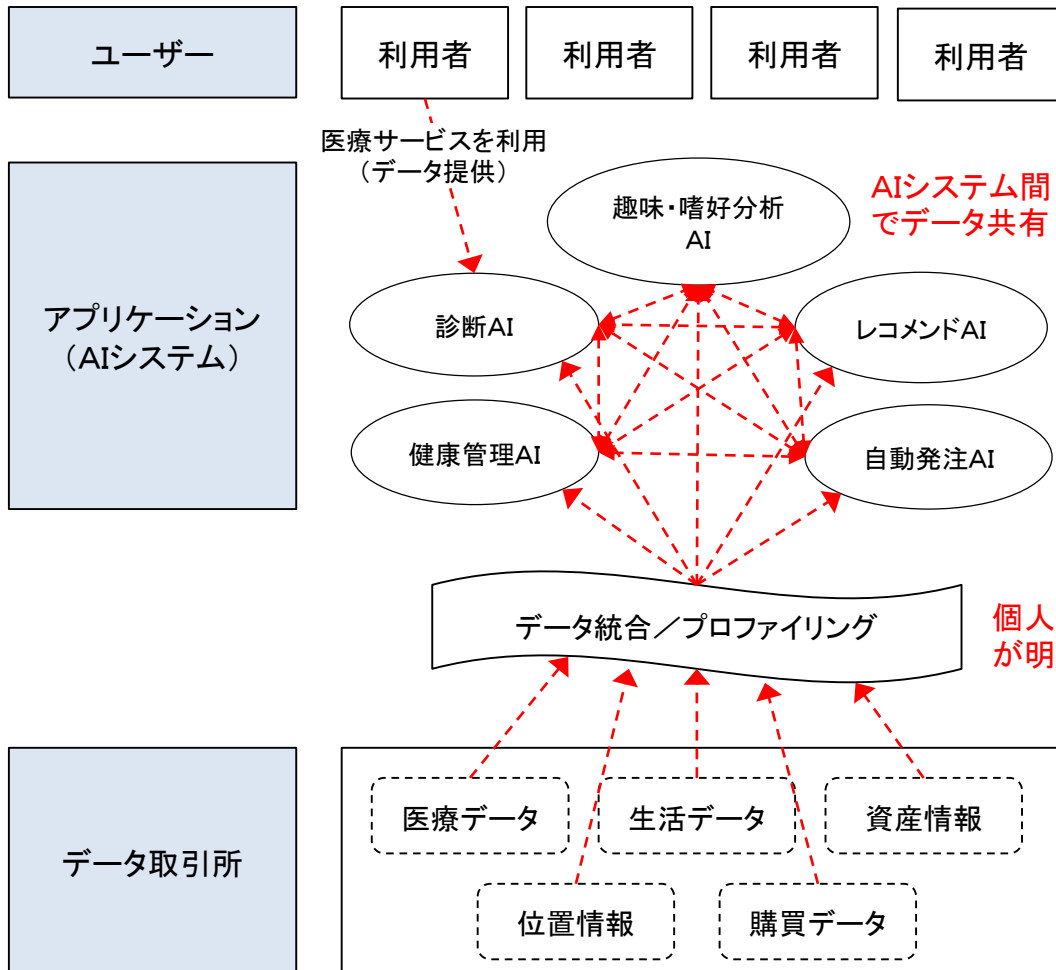 ユーザー
利用者
利用者
利用者
利用者
医療サービスを利用
（データ提供）
アプリケーション
（AIシステム）
趣味・嗜好分析
AI
AIシステム間
でデータ共有
診断AI
レコメンドAI
健康管理AI
自動発注AI
データ統合／プロファイリング
個人
が明
データ取引所
医療データ
生活データ
資産情報
位置情報
購買データ